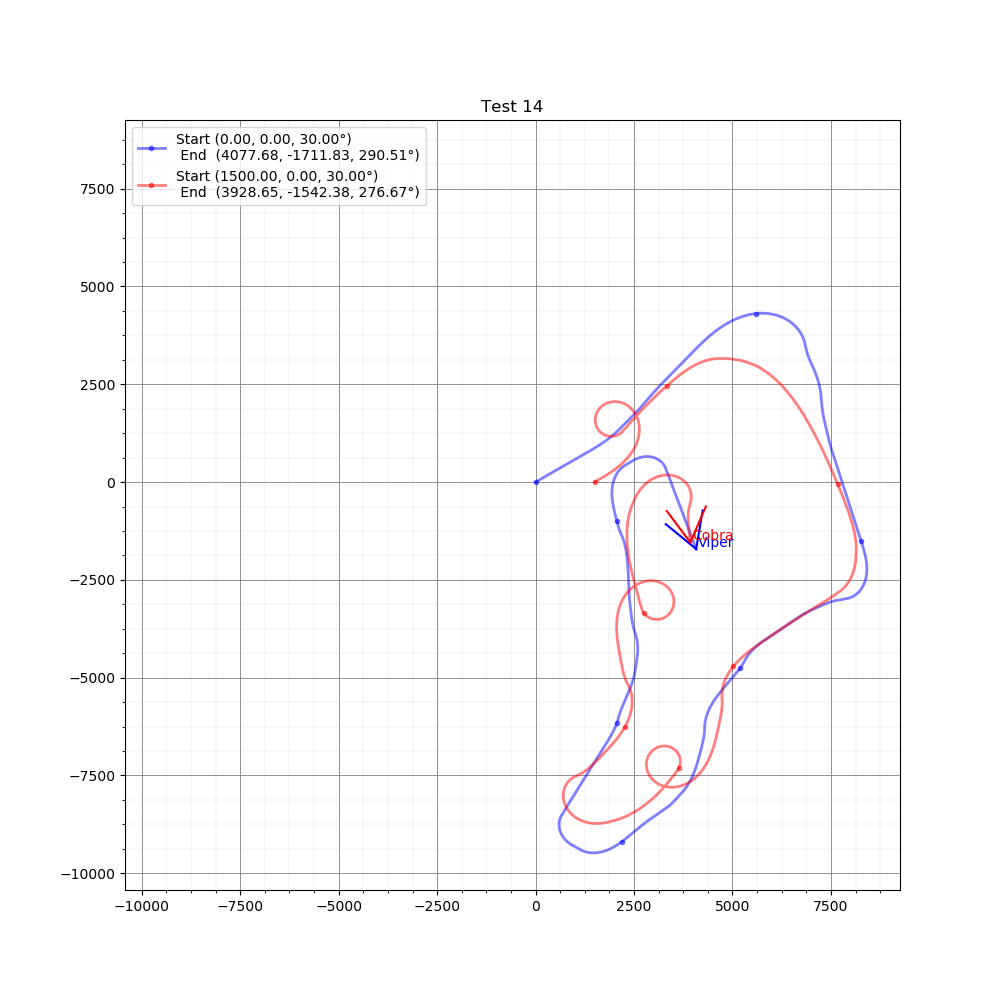 Test 14
Start (0.00, 0.00, 30.00°)
End (4077.68, -1711.83, 290.51°)
Start (1500.00, 0.00, 30.00°)
End (3928.65, -1542.38, 276.67°)
7500
5000
2500
0
−2500
−5000
−7500
−10000
Cobra
Viper
−10000 −7500 −5000 −2500 0 2500 5000 7500